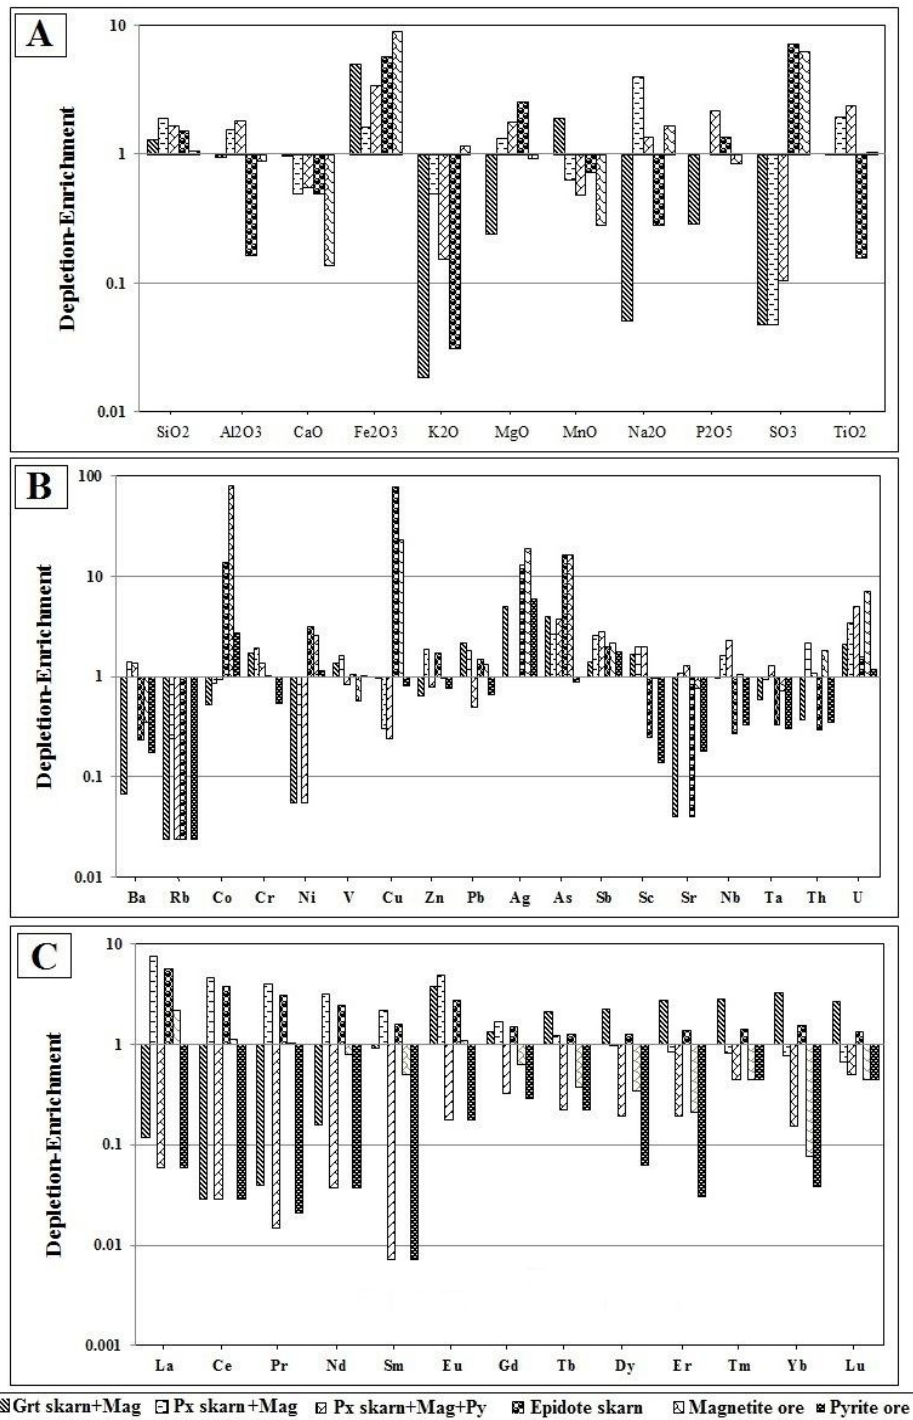 A
10
1
0.1
0.01
Depletion-Enrichment
SiO2 Al2O3 CaO Fe2O3 K2O MgO MnO Na2O P2O5 SO3 TiO2
B
100
10
1
0.1
0.01
Depletion-Enrichment
Ba Rb Co Cr Ni V Cu Zn Pb Ag As Sb Sc Sr Nb Ta Th U
C
10
1
0.1
0.01
0.001
Depletion-Enrichment
La Ce Pr Nd Sm Eu Gd Tb Dy Er Tm Yb Lu
Grt skarn+Mag Px skarn+Mag Px skarn+Mag+Py Epidote skarn Magnetite ore Pyrite ore